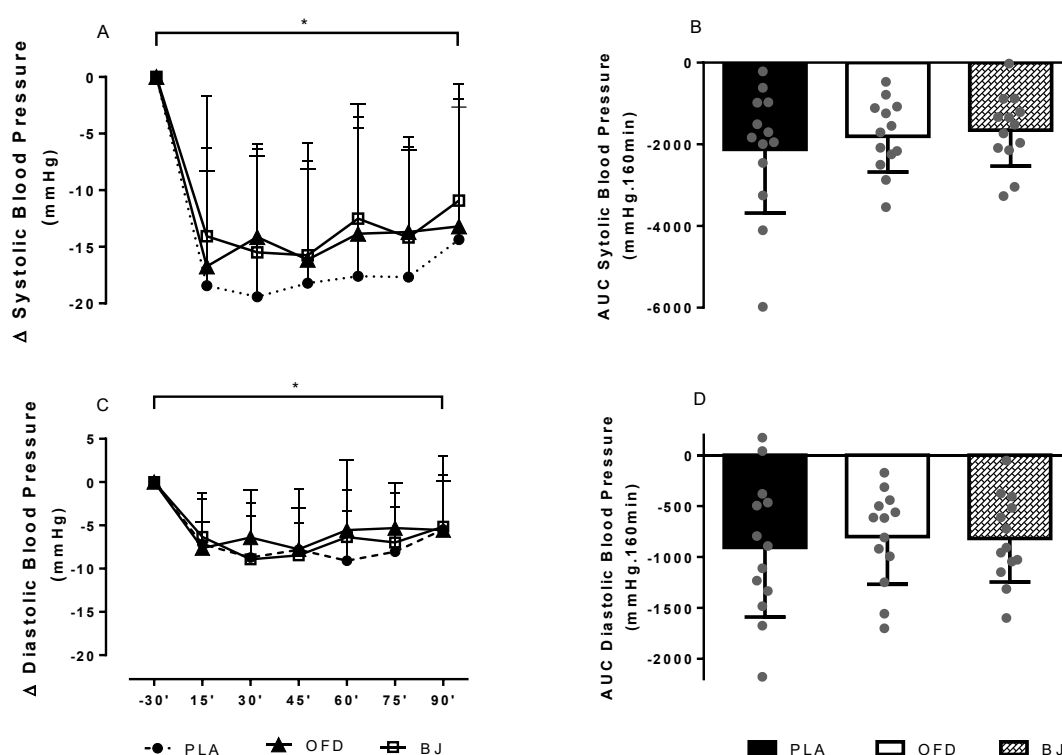 A
*
Δ Systolic Blood Pressure
(mmHg)
0
-5
-10
-15
-20
B
AUC Sytolic Blood Pressure
(mmHg.160min)
0
-2000
-4000
-6000
C
*
Δ Diastolic Blood Pressure
(mmHg)
5
0
-5
-10
-15
-20
-30' 15' 30' 45' 60' 75' 90'
PLA OFD BJ
D
AUC Diastolic Blood Pressure
(mmHg.160min)
0
-500
-1000
-1500
-2000
PLA OFD BJ